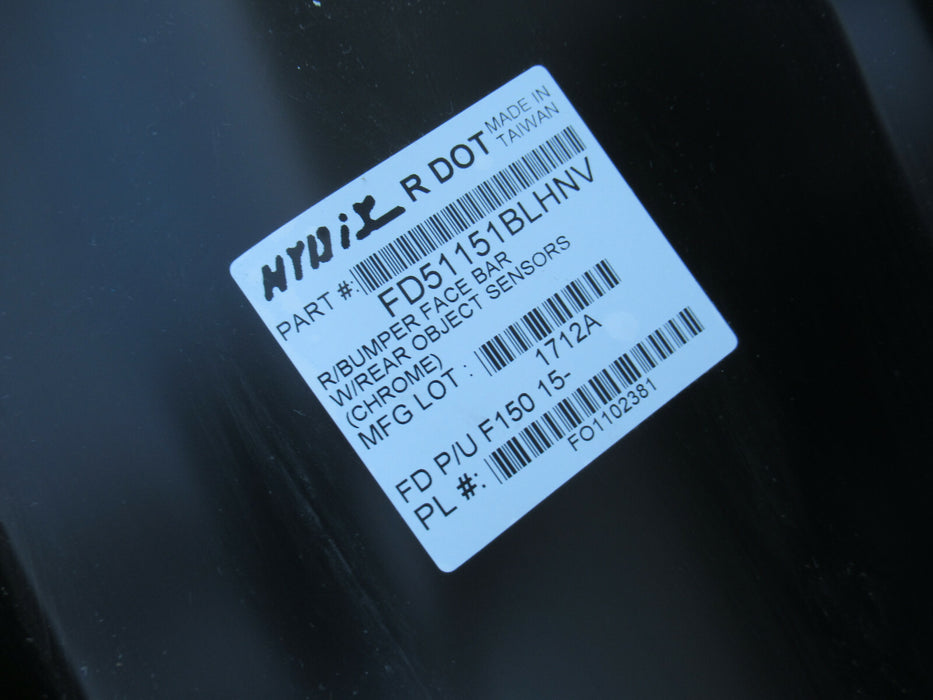 R DOT MADE IN TAIWAN
PART #:
FD51151BLHNV
R/BUMPER FACE BAR
W/REAR OBJECT SENSORS
(CHROME)
MFG LOT :
1712A
FD P/U F150 15-
PL #:
FO1102381